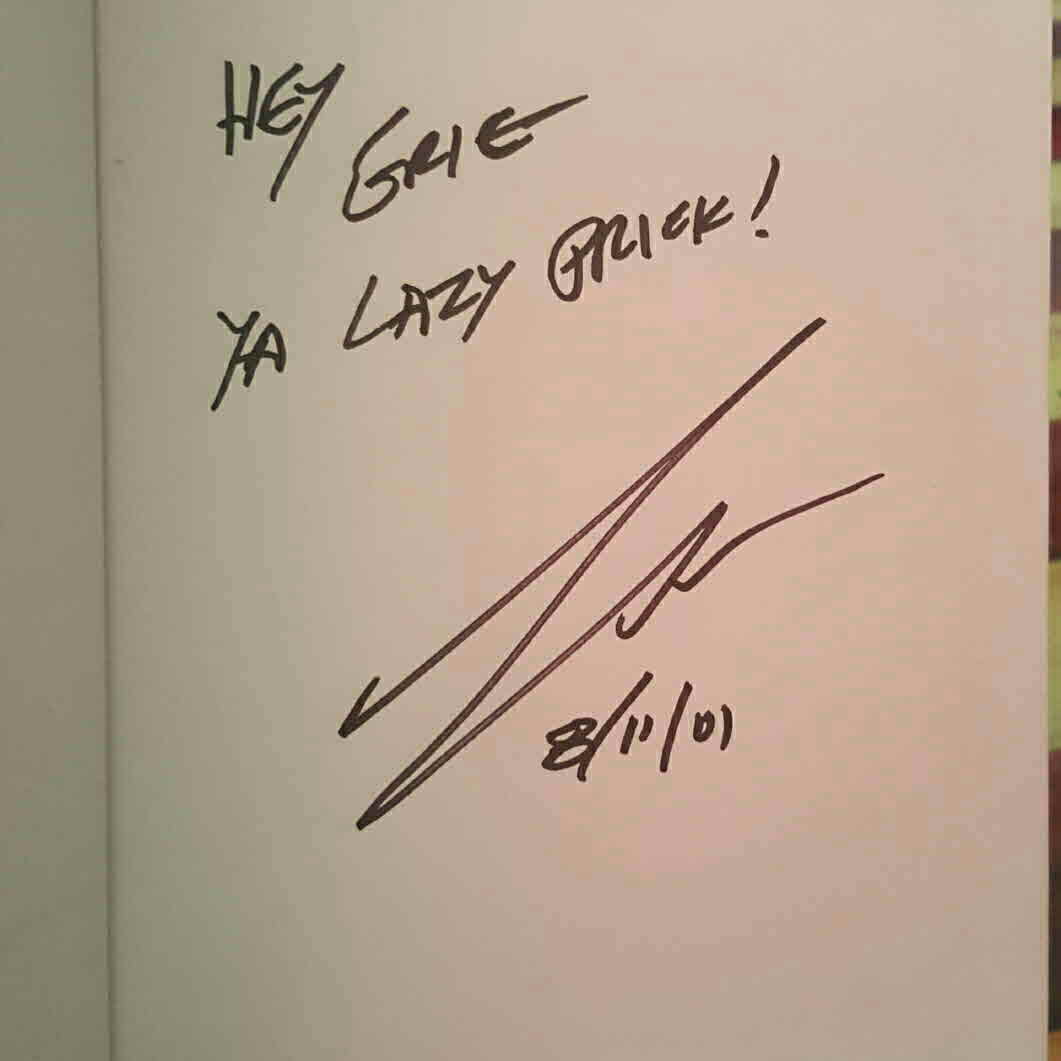 HEY GRIE
YA LAZY PRICK!
8/11/01